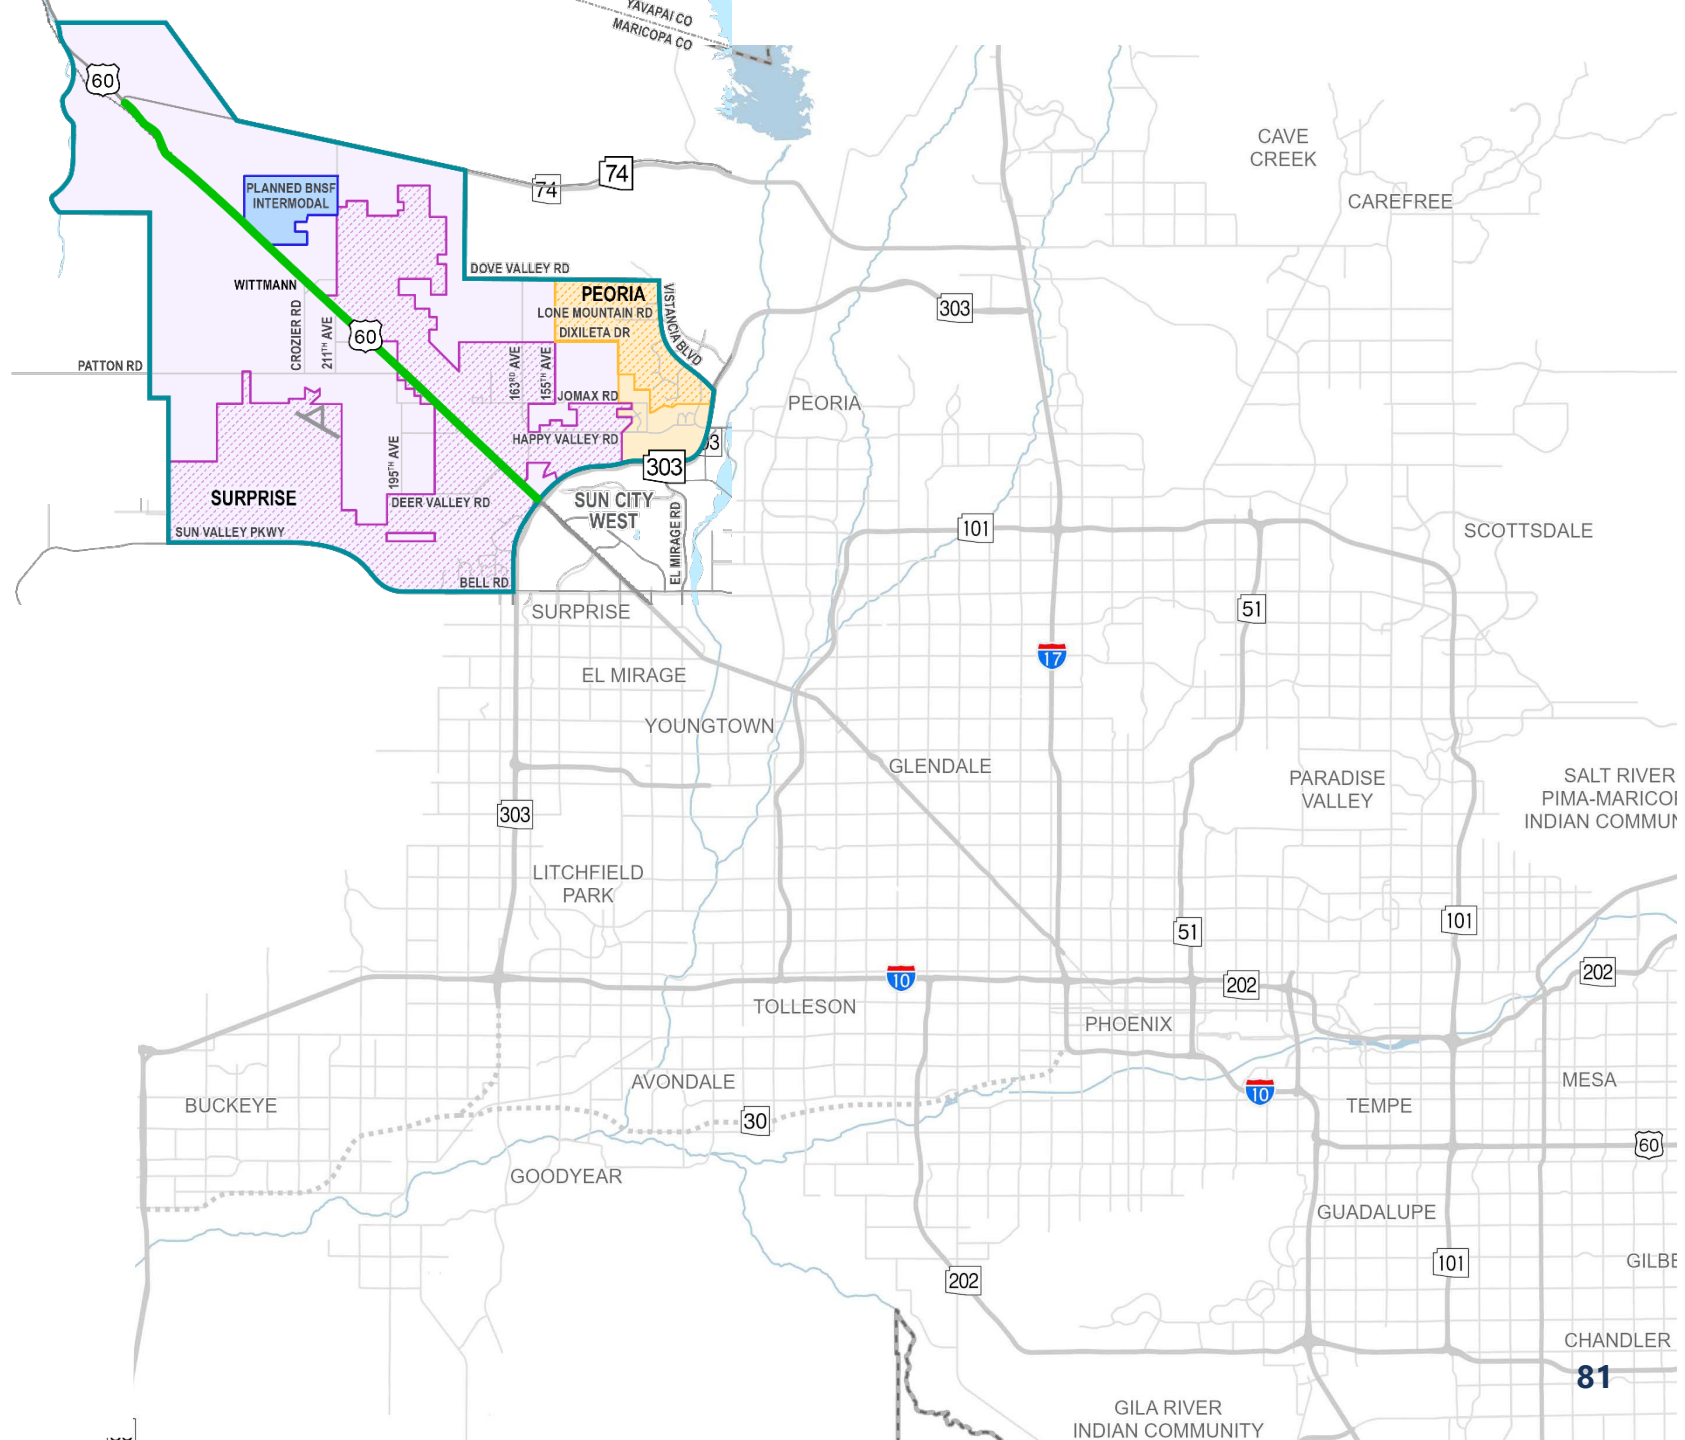 YAVAPAI CO
MARICOPA CO
60
CAVE
CREEK
74
74
PLANNED BNSF
INTERMODAL
CAREFREE
DOVE VALLEY RD
WITTMANN
PEORIA
LONE MOUNTAIN RD
DIXILETA DR
VISTANCIA BLVD
303
CROZIER RD
211TH AVE
60
PATTON RD
163RD AVE
155TH AVE
JOMAX RD
PEORIA
HAPPY VALLEY RD
303
195TH AVE
SURPRISE
DEER VALLEY RD
SUN CITY
WEST
EL MIRAGE RD
SUN VALLEY PKWY
101
SCOTTSDALE
BELL RD
SURPRISE
51
17
EL MIRAGE
YOUNGTOWN
GLENDALE
PARADISE
VALLEY
SALT RIVER
303
LITCHFIELD
PARK
51
101
10
202
202
TOLLESON
PHOENIX
AVONDALE
MESA
BUCKEYE
10
TEMPE
30
60
GOODYEAR
GUADALUPE
101
202
CHANDLER
81
GILA RIVER
INDIAN COMMUNITY